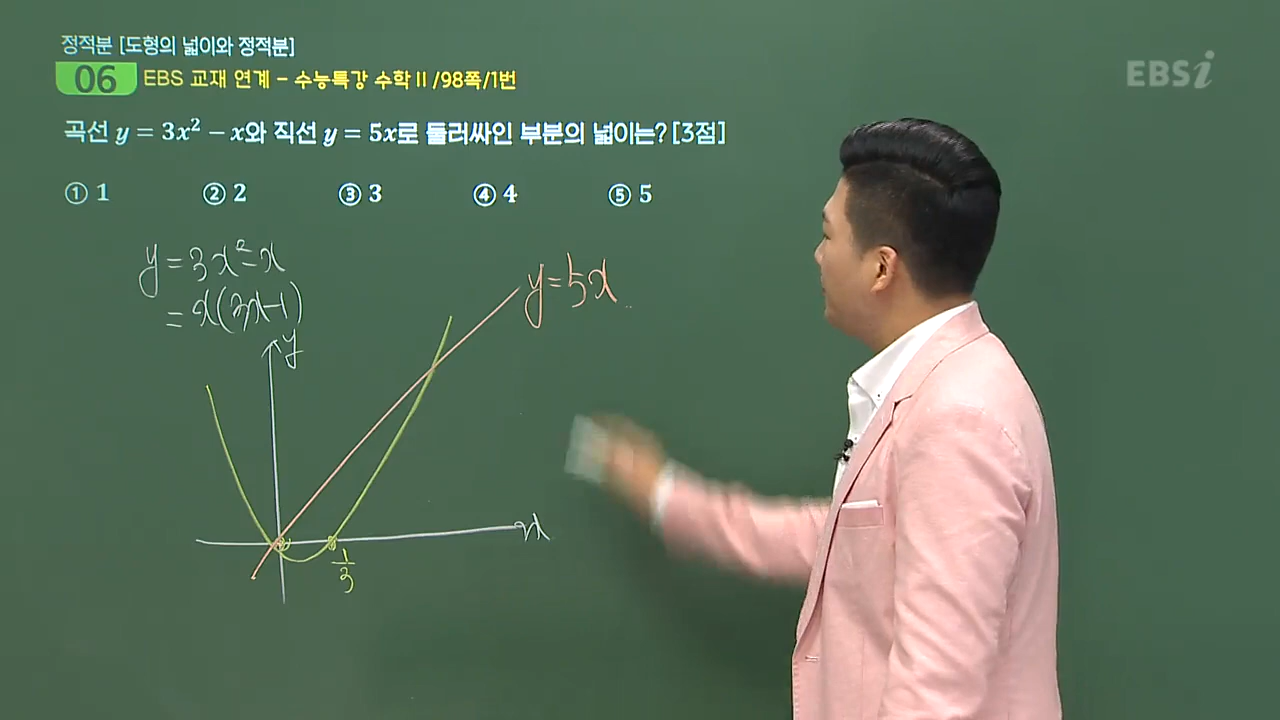 정적분 [도형의 넓이와 정적분]
06 EBS 교재 연계 – 수능특강 수학Ⅱ/98쪽/1번
EBSi
곡선 y = 3x² − x와 직선 y = 5x로 둘러싸인 부분의 넓이는? [3점]
① 1 ② 2 ③ 3 ④ 4 ⑤ 5
y = 3x² − x
= x(3x−1)
y = 5x
y
x
1/3